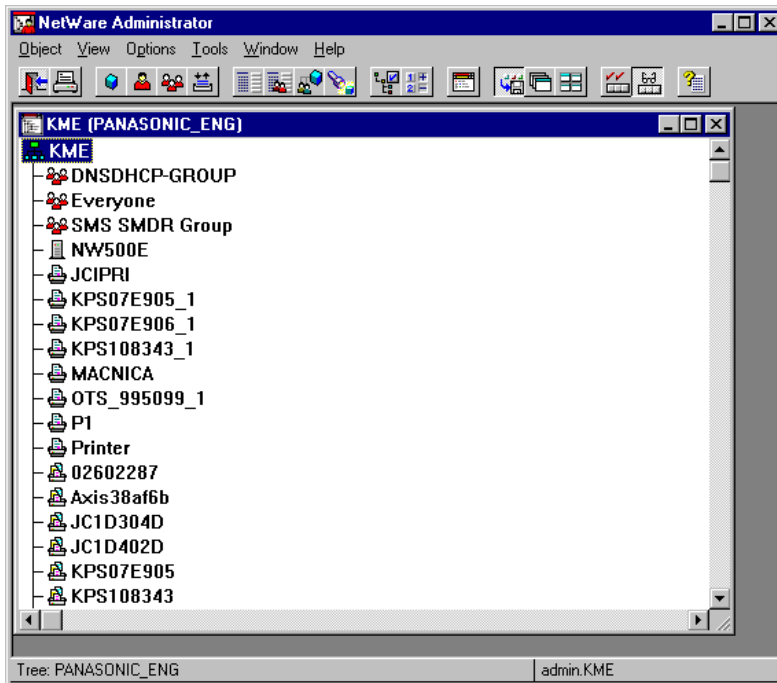 NetWare Administrator
Object View Options Tools Window Help
KME (PANASONIC_ENG)
KME
DNSDHCP-GROUP
Everyone
SMS SMDR Group
NW500E
JCIPRI
KPS07E905_1
KPS07E906_1
KPS108343_1
MACNICA
OTS_995099_1
P1
Printer
02602287
Axis38af6b
JC1D304D
JC1D402D
KPS07E905
KPS108343
Tree: PANASONIC_ENG admin.KME